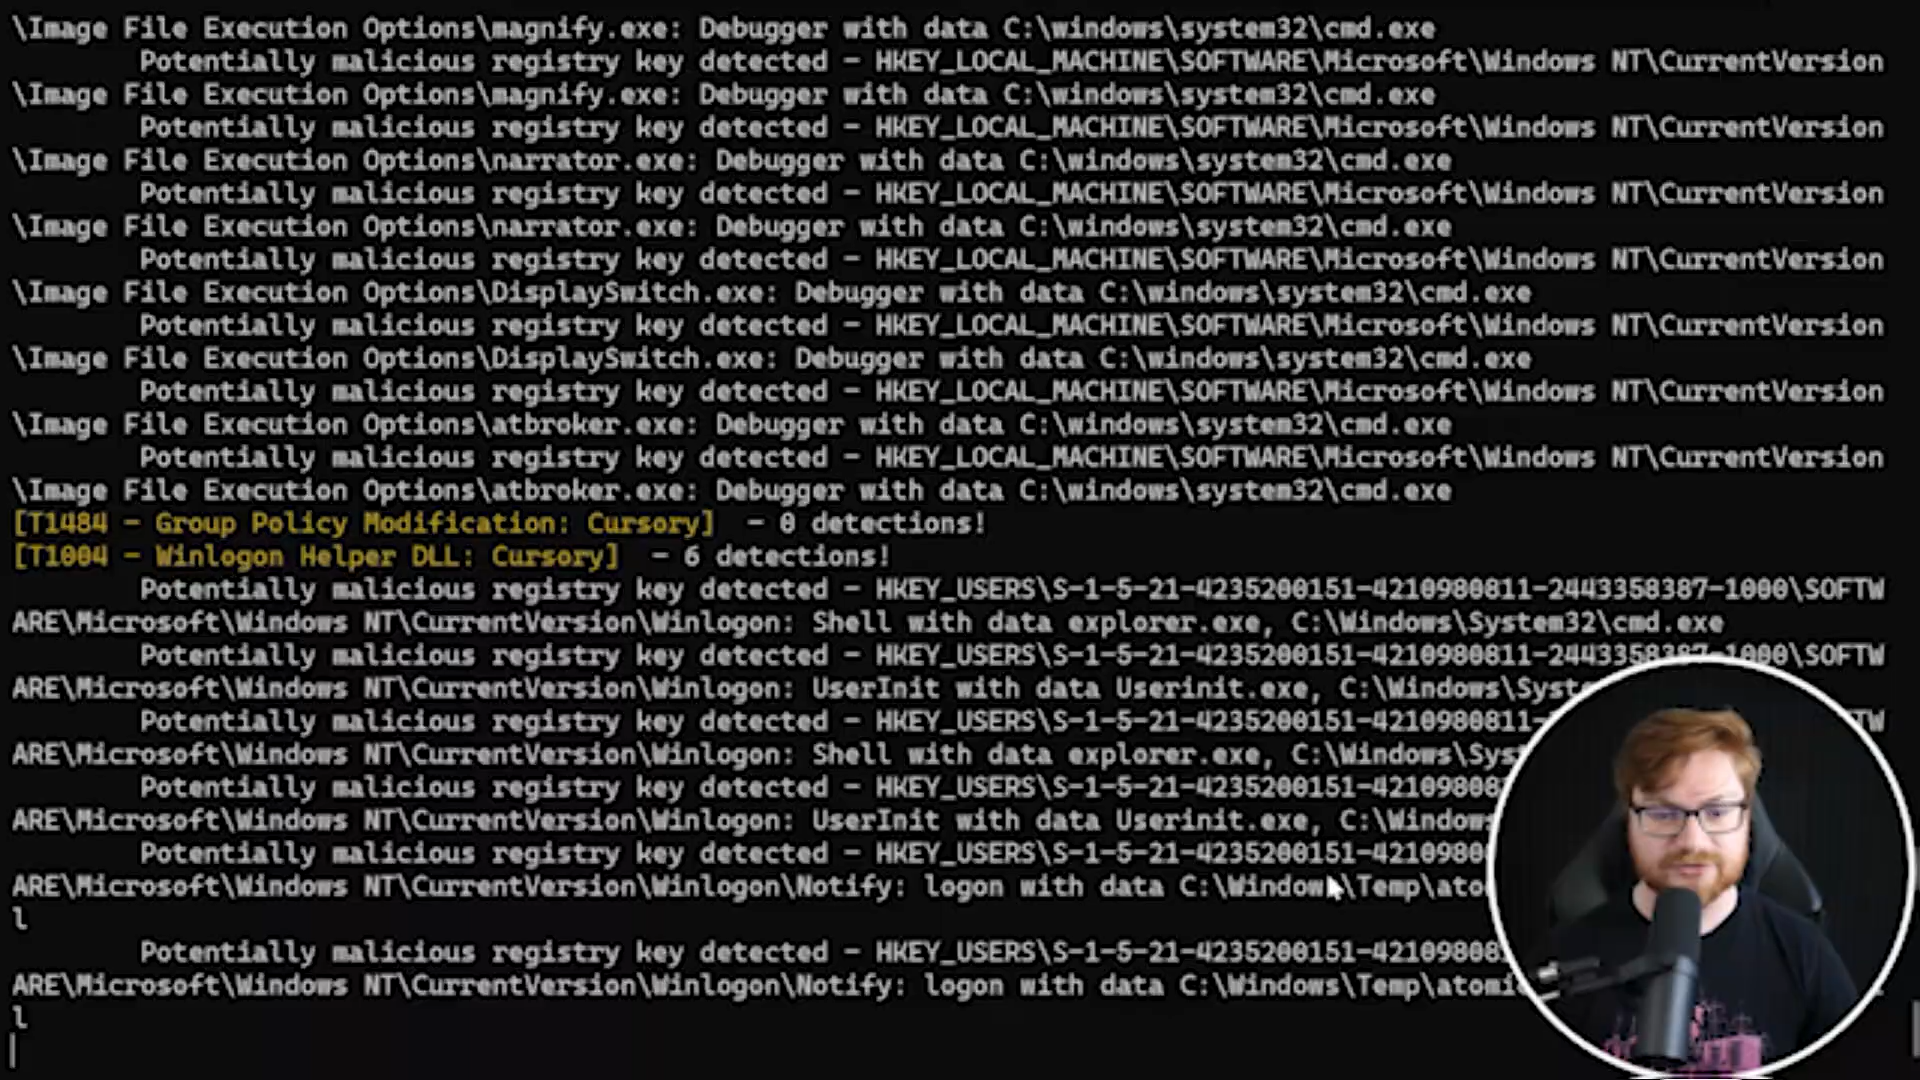 \Image File Execution Options\magnify.exe: Debugger with data C:\windows\system32\cmd.exe
Potentially malicious registry key detected - HKEY_LOCAL_MACHINE\SOFTWARE\Microsoft\Windows NT\CurrentVersion
\Image File Execution Options\magnify.exe: Debugger with data C:\windows\system32\cmd.exe
Potentially malicious registry key detected - HKEY_LOCAL_MACHINE\SOFTWARE\Microsoft\Windows NT\CurrentVersion
\Image File Execution Options\narrator.exe: Debugger with data C:\windows\system32\cmd.exe
Potentially malicious registry key detected - HKEY_LOCAL_MACHINE\SOFTWARE\Microsoft\Windows NT\CurrentVersion
\Image File Execution Options\narrator.exe: Debugger with data C:\windows\system32\cmd.exe
Potentially malicious registry key detected - HKEY_LOCAL_MACHINE\SOFTWARE\Microsoft\Windows NT\CurrentVersion
\Image File Execution Options\DisplaySwitch.exe: Debugger with data C:\windows\system32\cmd.exe
Potentially malicious registry key detected - HKEY_LOCAL_MACHINE\SOFTWARE\Microsoft\Windows NT\CurrentVersion
\Image File Execution Options\DisplaySwitch.exe: Debugger with data C:\windows\system32\cmd.exe
Potentially malicious registry key detected - HKEY_LOCAL_MACHINE\SOFTWARE\Microsoft\Windows NT\CurrentVersion
\Image File Execution Options\atbroker.exe: Debugger with data C:\windows\system32\cmd.exe
Potentially malicious registry key detected - HKEY_LOCAL_MACHINE\SOFTWARE\Microsoft\Windows NT\CurrentVersion
\Image File Execution Options\atbroker.exe: Debugger with data C:\windows\system32\cmd.exe
[T1484 - Group Policy Modification: Cursory] - 0 detections!
[T1004 - Winlogon Helper DLL: Cursory] - 6 detections!
Potentially malicious registry key detected - HKEY_USERS\S-1-5-21-4235200151-4210980811-2443358387-1000\SOFTW
ARE\Microsoft\Windows NT\CurrentVersion\Winlogon: Shell with data explorer.exe, C:\Windows\System32\cmd.exe
Potentially malicious registry key detected - HKEY_USERS\S-1-5-21-4235200151-4210980811-2443358387-1000\SOFTW
ARE\Microsoft\Windows NT\CurrentVersion\Winlogon: UserInit with data Userinit.exe, C:\Windows\Syst
Potentially malicious registry key detected - HKEY_USERS\S-1-5-21-4235200151-4210980811- TW
ARE\Microsoft\Windows NT\CurrentVersion\Winlogon: Shell with data explorer.exe, C:\Windows\Sys
Potentially malicious registry key detected - HKEY_USERS\S-1-5-21-4235200151-42109808
ARE\Microsoft\Windows NT\CurrentVersion\Winlogon: UserInit with data Userinit.exe, C:\Windows
Potentially malicious registry key detected - HKEY_USERS\S-1-5-21-4235200151-4210980
ARE\Microsoft\Windows NT\CurrentVersion\Winlogon\Notify: logon with data C:\Windows\Temp\ato
l
Potentially malicious registry key detected - HKEY_USERS\S-1-5-21-4235200151-42109808
ARE\Microsoft\Windows NT\CurrentVersion\Winlogon\Notify: logon with data C:\Windows\Temp\atomi
l